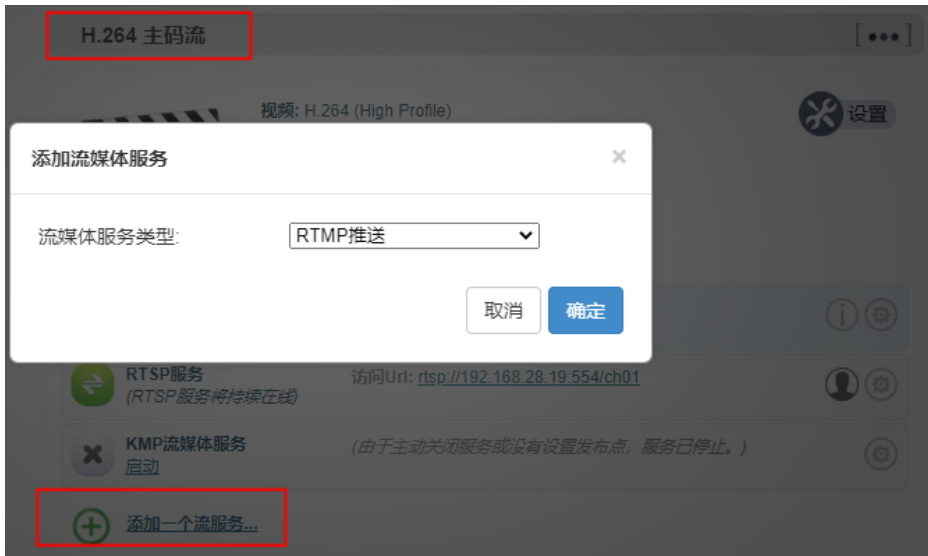 H.264 主码流
[•••]
视频: H.264 (High Profile)
设置
添加流媒体服务
×
流媒体服务类型:
RTMP推送
取消
确定
RTSP服务
(RTSP服务将持续在线)
访问Url: rtsp://192.168.28.19:554/ch01
KMP流媒体服务
启动
(由于主动关闭服务或没有设置发布点，服务已停止。)
添加一个流服务...